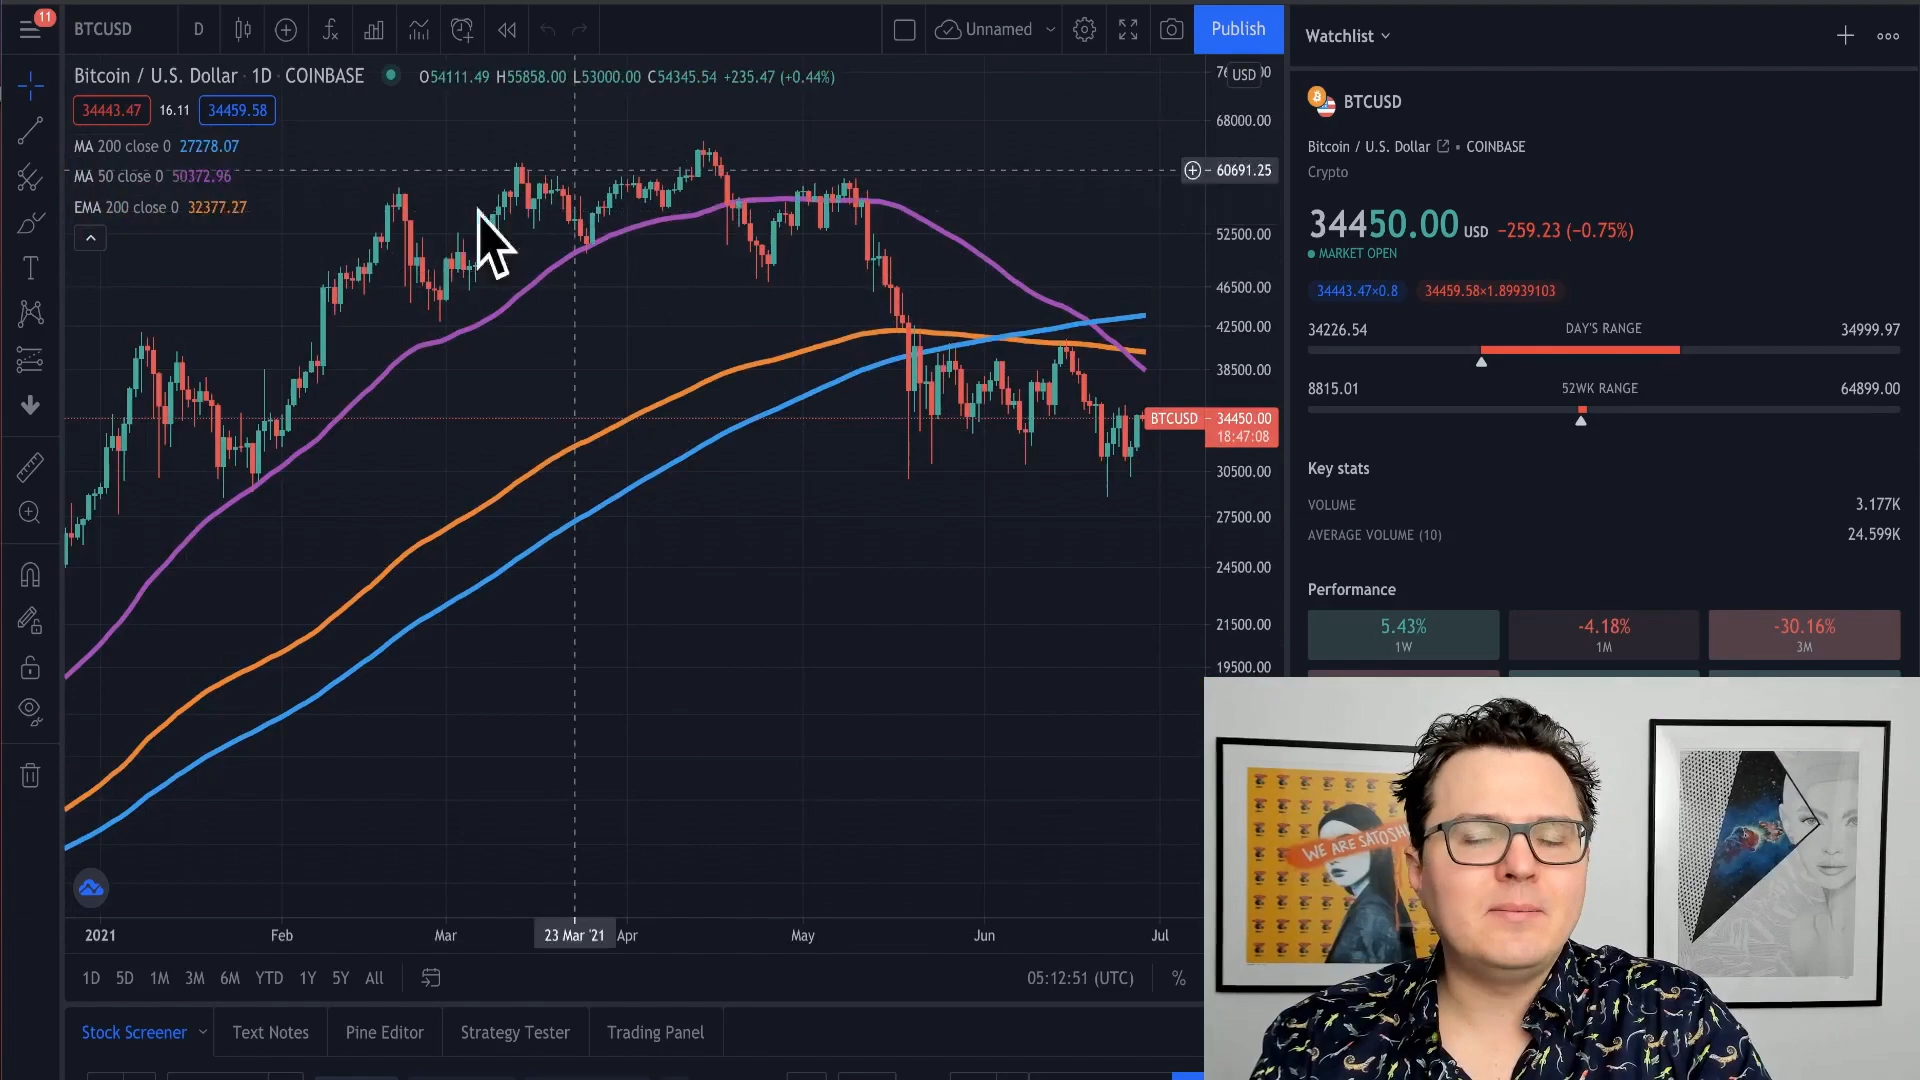 11
BTCUSD
D
Unnamed
Publish
Watchlist
Bitcoin / U.S. Dollar · 1D · COINBASE
O54111.49 H55858.00 L53000.00 C54345.54 +235.47 (+0.44%)
USD
34443.47 16.11 34459.58
MA 200 close 0 27278.07
MA 50 close 0 50372.96
EMA 200 close 0 32377.27
68000.00
60691.25
52500.00
46500.00
42500.00
38500.00
BTCUSD 34450.00
18:47:08
30500.00
27500.00
24500.00
21500.00
19500.00
2021 Feb Mar 23 Mar '21 Apr May Jun Jul
1D 5D 1M 3M 6M YTD 1Y 5Y All
05:12:51 (UTC) %
Stock Screener Text Notes Pine Editor Strategy Tester Trading Panel
BTCUSD
Bitcoin / U.S. Dollar • COINBASE
Crypto
34450.00 USD −259.23 (−0.75%)
MARKET OPEN
34443.47×0.8 34459.58×1.89939103
34226.54 DAY'S RANGE 34999.97
8815.01 52WK RANGE 64899.00
Key stats
VOLUME 3.177K
AVERAGE VOLUME (10) 24.599K
Performance
5.43% -4.18% -30.16%
1W 1M 3M
WE ARE SATOSHI